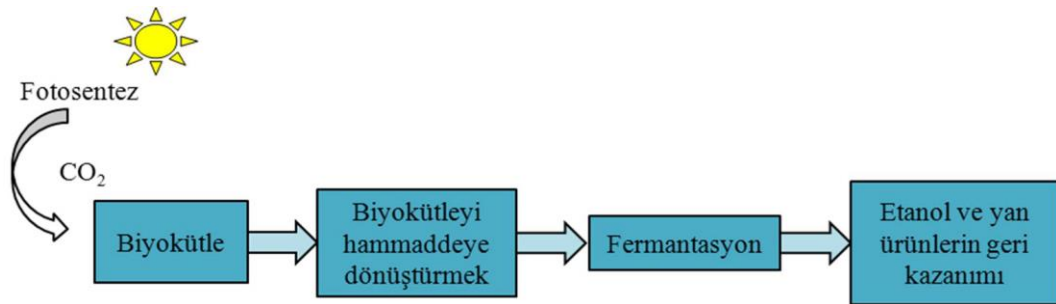 Fotosentez
CO₂
Biyokütle
Biyokütleyi
hammaddeye
dönüştürmek
Fermantasyon
Etanol ve yan
ürünlerin geri
kazanımı